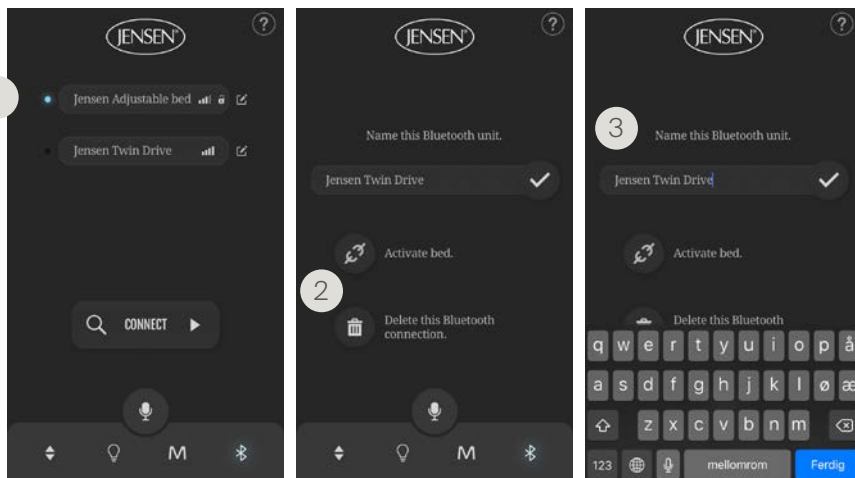 JENSEN
?
Jensen Adjustable bed
Jensen Twin Drive
CONNECT
M
JENSEN
?
Name this Bluetooth unit.
Jensen Twin Drive
Activate bed.
2
Delete this Bluetooth
connection.
M
JENSEN
?
3
Name this Bluetooth unit.
Jensen Twin Drive
Activate bed.
Delete this Bluetooth
q w e r t y u i o p å
a s d f g h j k l ø æ
z x c v b n m
123 mellomrom Ferdig